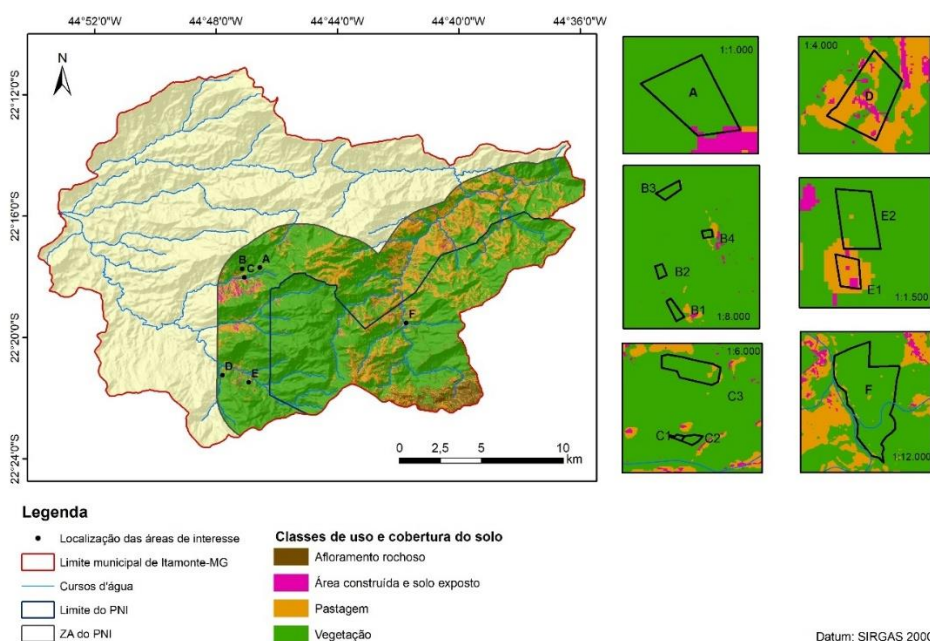 44°52'0"W 44°48'0"W 44°44'0"W 44°40'0"W 44°36'0"W
N
22°12'0"S
22°16'0"S
22°20'0"S
22°24'0"S
B
A
C
D
E
F
0 2,5 5 10
km
1:1.000
A
1:4.000
D
B3
B4
B2
B1
1:8.000
E2
E1
1:1.500
1:6.000
C3
C1
C2
F
1:12.000
Legenda
Localização das áreas de interesse
Limite municipal de Itamonte-MG
Cursos d'água
Limite do PNI
ZA do PNI
Classes de uso e cobertura do solo
Afloramento rochoso
Área construída e solo exposto
Pastagem
Vegetação
Datum: SIRGAS 2000